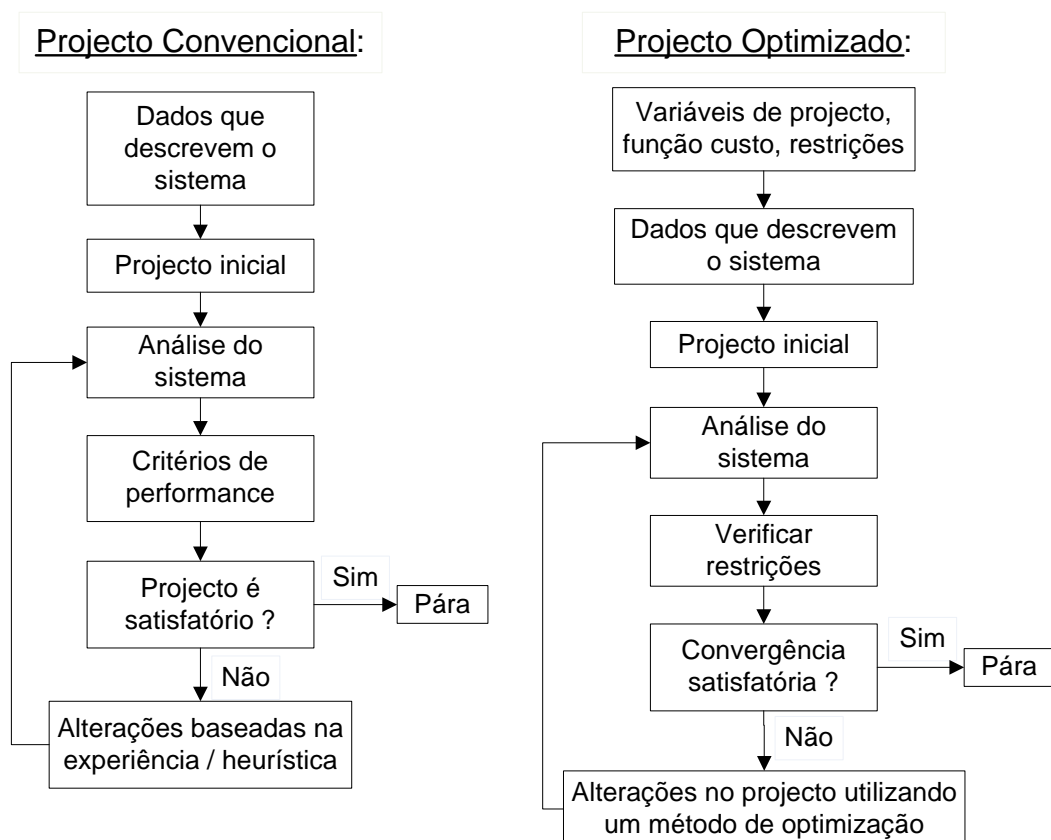 Projecto Convencional:
Dados que
descrevem o
sistema
Projecto inicial
Análise do
sistema
Critérios de
performance
Projecto é
satisfatório ?
Sim
Pára
Não
Alterações baseadas na
experiência / heurística
Projecto Optimizado:
Variáveis de projecto,
função custo, restrições
Dados que descrevem
o sistema
Projecto inicial
Análise do
sistema
Verificar
restrições
Convergência
satisfatória ?
Sim
Pára
Não
Alterações no projecto utilizando
um método de optimização